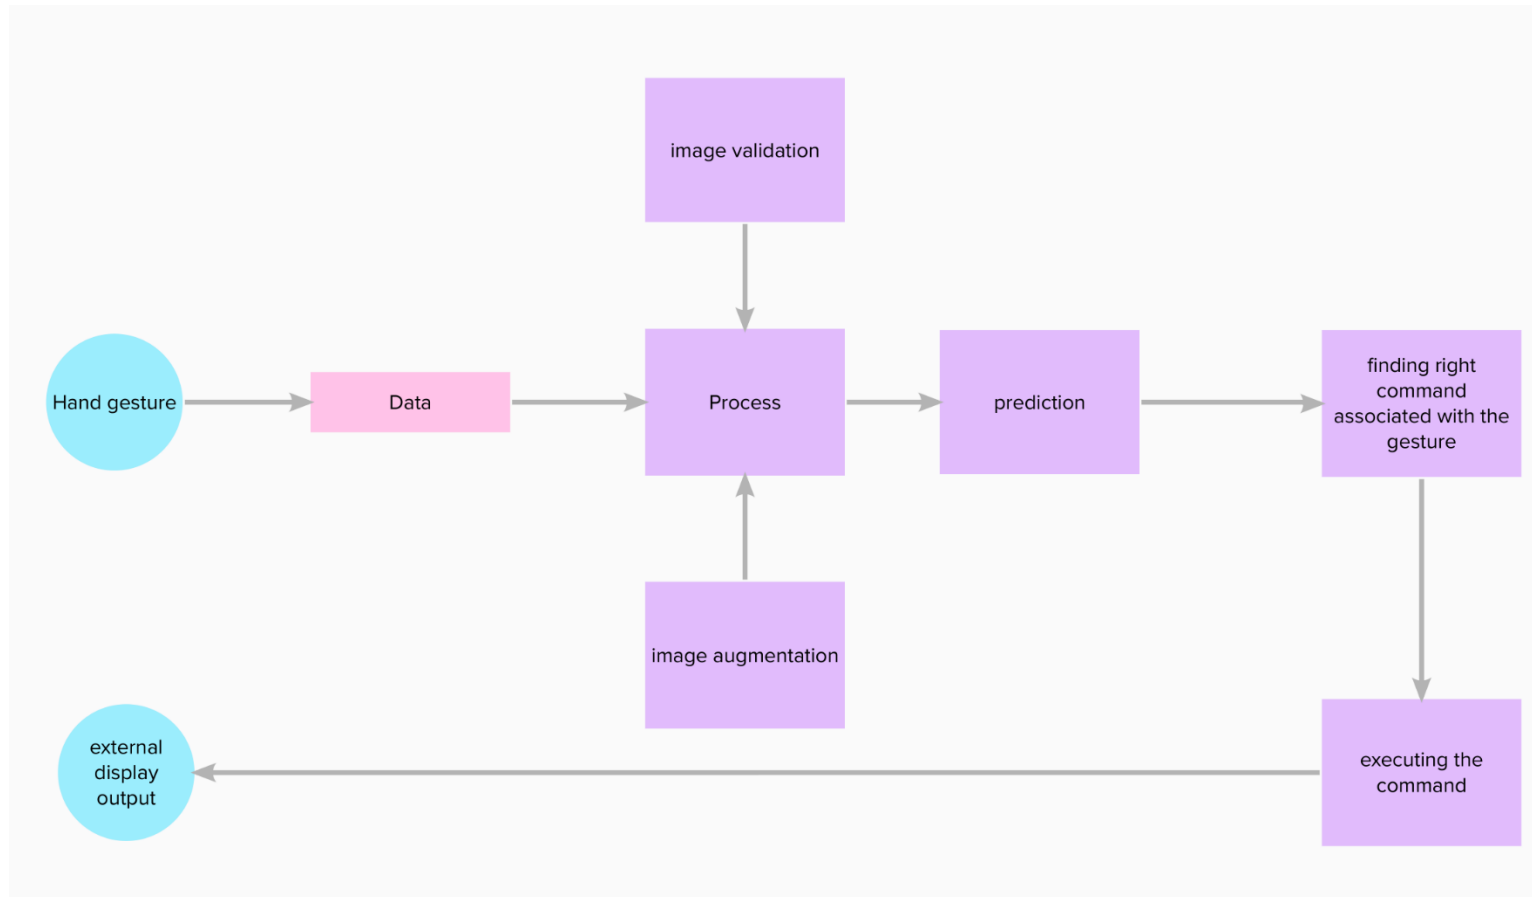 image validation
Hand gesture
Data
Process
prediction
finding right
command
associated with the
gesture
image augmentation
external
display
output
executing the
command